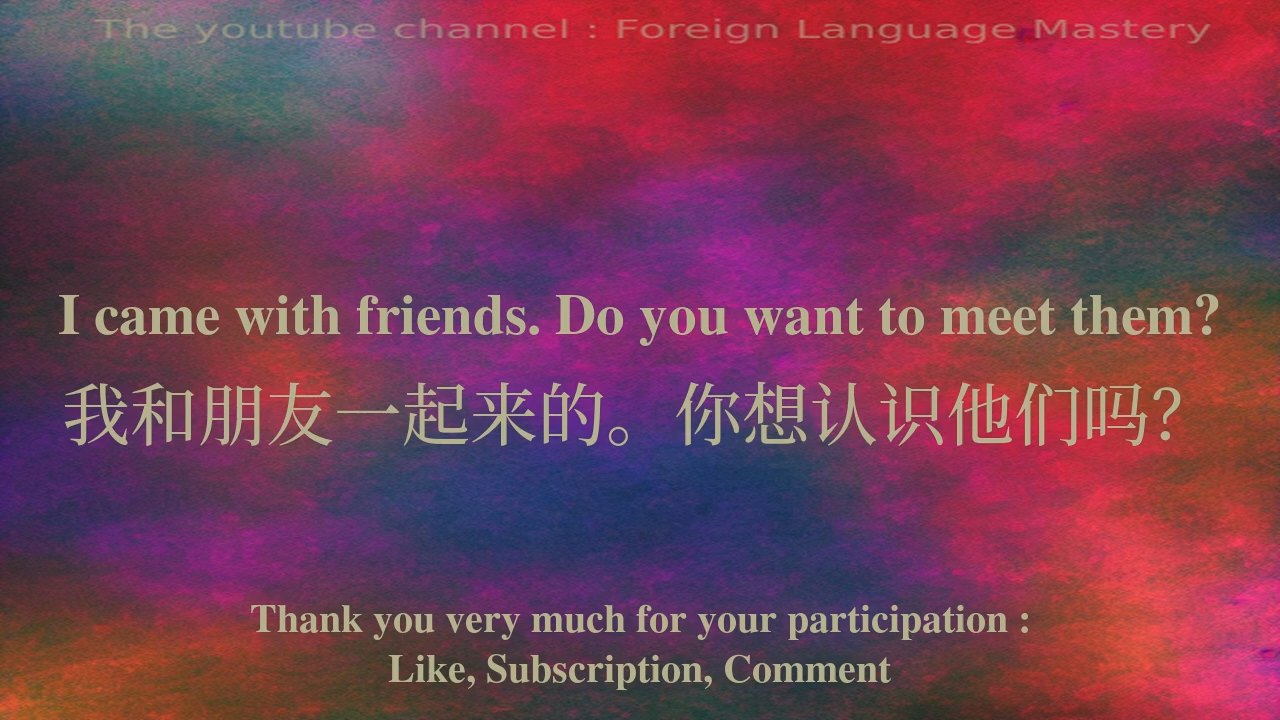 The youtube channel : Foreign Language Mastery
I came with friends. Do you want to meet them?
我和朋友一起来的。你想认识他们吗？
Thank you very much for your participation :
Like, Subscription, Comment